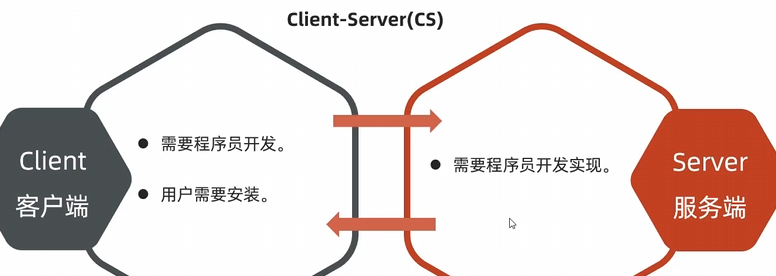 Client-Server(CS)
Client
客户端
● 需要程序员开发。
● 用户需要安装。
● 需要程序员开发实现。
Server
服务端